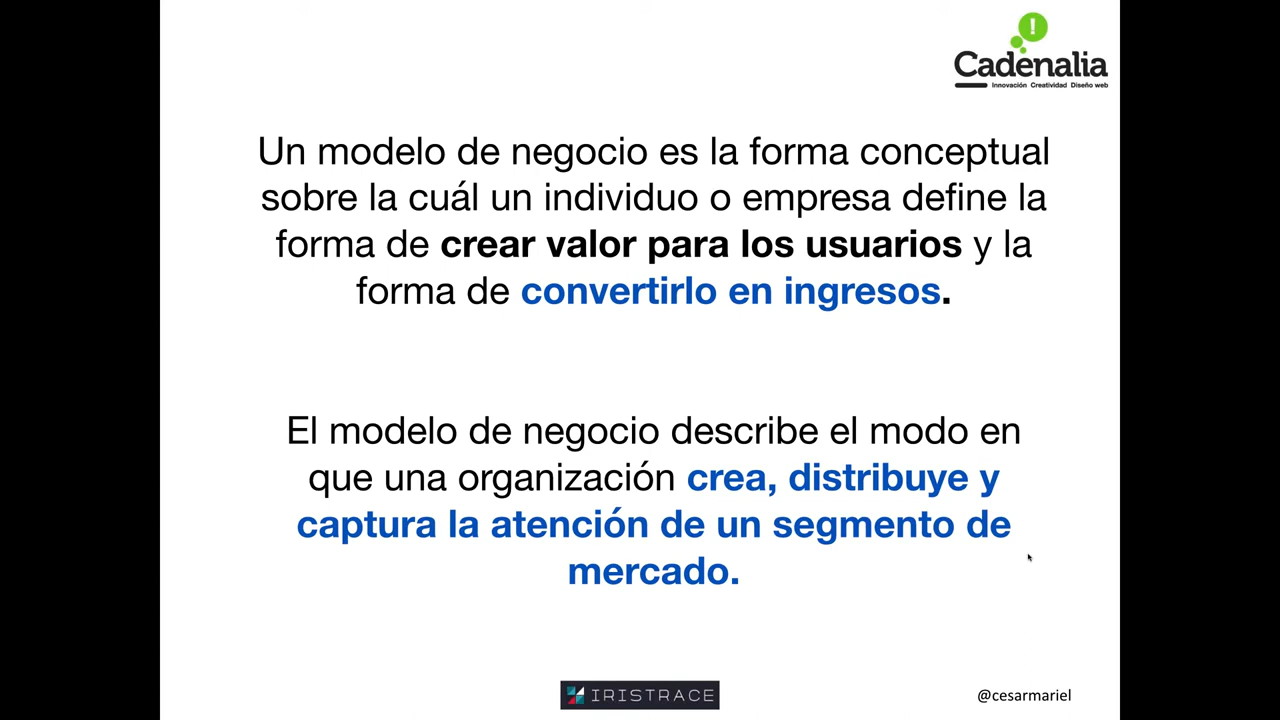 Cadenalia
Innovación Creatividad Diseño web
Un modelo de negocio es la forma conceptual
sobre la cuál un individuo o empresa define la
forma de crear valor para los usuarios y la
forma de convertirlo en ingresos.
El modelo de negocio describe el modo en
que una organización crea, distribuye y
captura la atención de un segmento de
mercado.
IRISTRACE
@cesarmariel